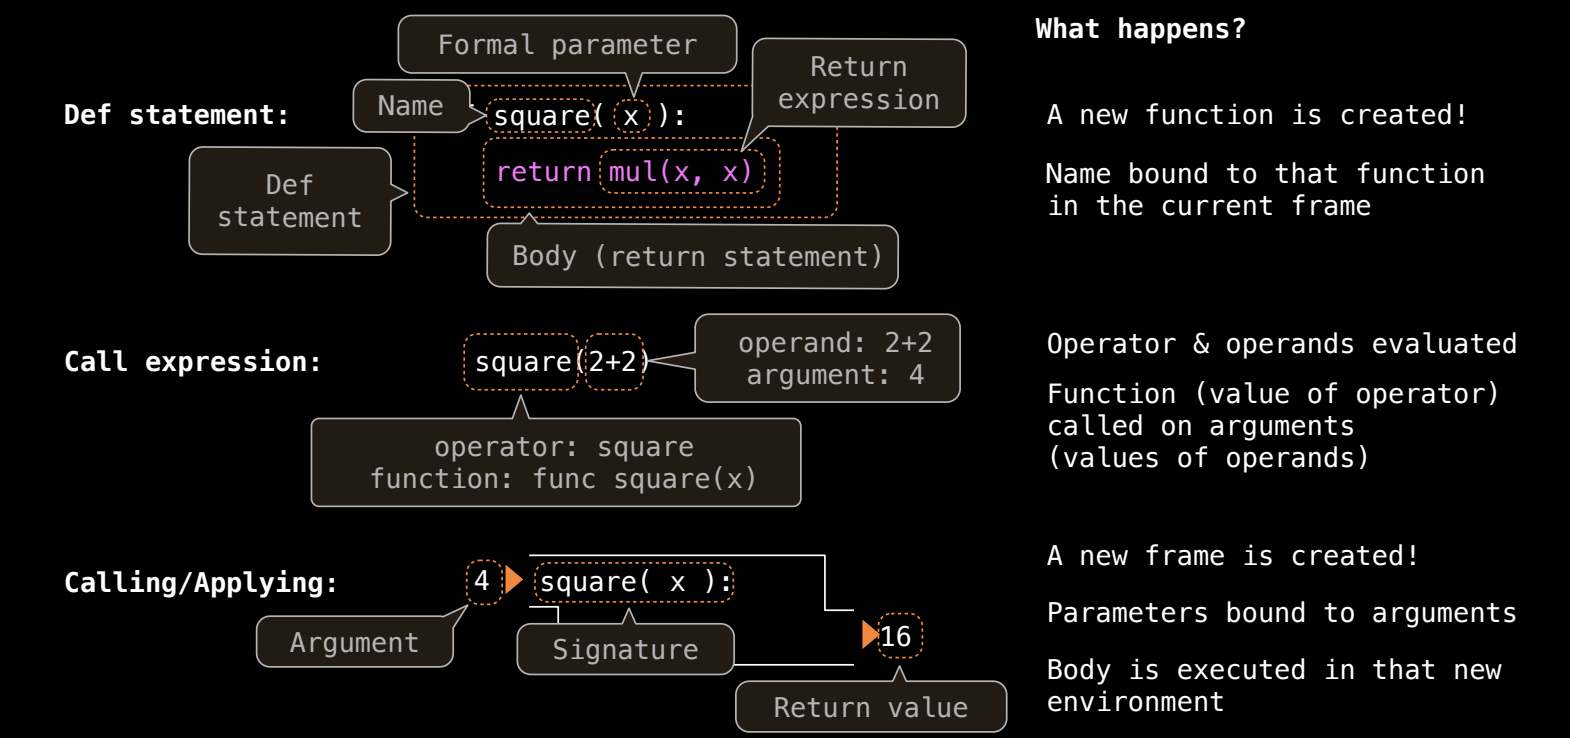 Formal parameter
What happens?
Return
expression
Name
Def statement:
square( x ):
A new function is created!
return mul(x, x)
Name bound to that function
in the current frame
Def
statement
Body (return statement)
Call expression:
square(2+2)
operand: 2+2
argument: 4
Operator & operands evaluated
Function (value of operator)
called on arguments
(values of operands)
operator: square
function: func square(x)
Calling/Applying:
4
square( x ):
A new frame is created!
Argument
Signature
16
Parameters bound to arguments
Return value
Body is executed in that new
environment